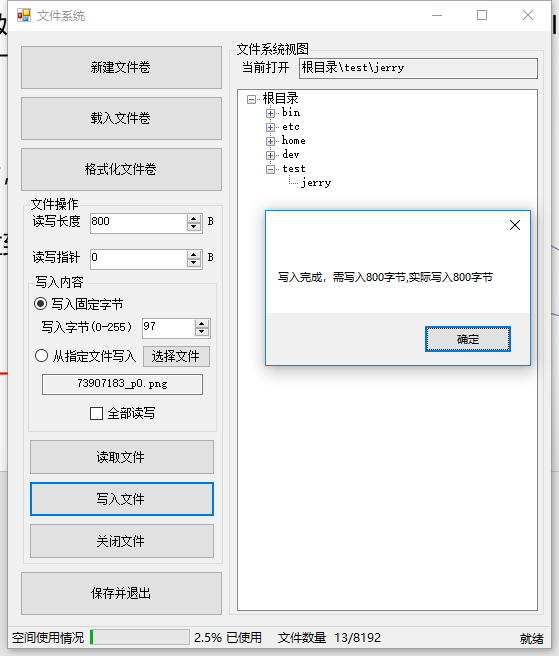 文件系统
新建文件卷
载入文件卷
格式化文件卷
文件操作
读写长度 800 B
读写指针 0 B
写入内容
写入固定字节
写入字节(0-255) 97
从指定文件写入 选择文件
73907183_p0.png
全部读写
读取文件
写入文件
关闭文件
保存并退出
文件系统视图
当前打开 根目录\test\jerry
根目录
bin
etc
home
dev
test
jerry
写入完成，需写入800字节,实际写入800字节
确定
空间使用情况 2.5% 已使用 文件数量 13/8192 就绪